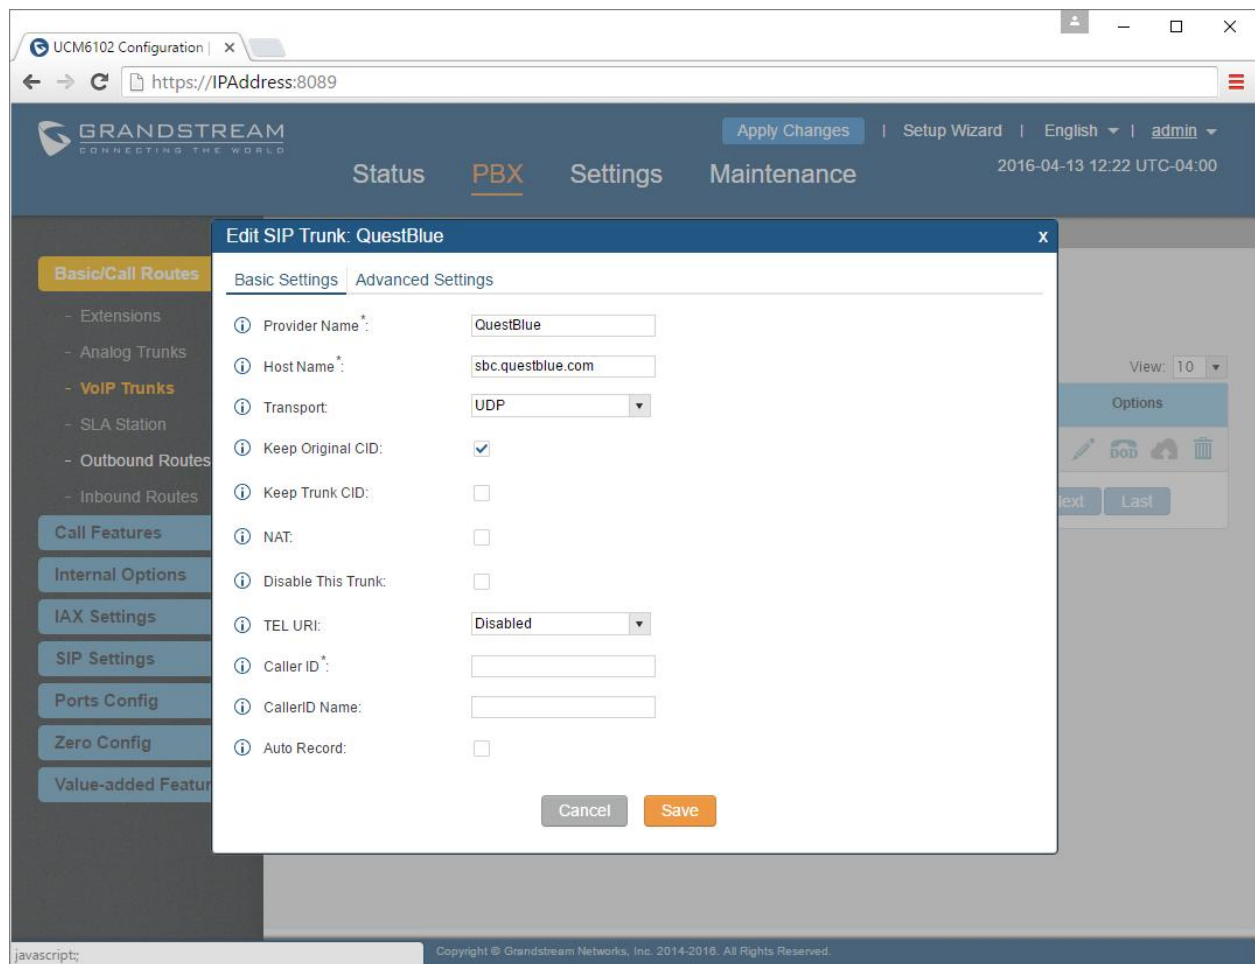 UCM6102 Configuration |
https://IPAddress:8089
GRANDSTREAM
CONNECTING THE WORLD
Apply Changes | Setup Wizard | English | admin
Status PBX Settings Maintenance
2016-04-13 12:22 UTC-04:00
Edit SIP Trunk: QuestBlue x
Basic Settings Advanced Settings
Provider Name*: QuestBlue
Host Name*: sbc.questblue.com
Transport: UDP
Keep Original CID:
Keep Trunk CID:
NAT:
Disable This Trunk:
TEL URI: Disabled
Caller ID*:
CallerID Name:
Auto Record:
Cancel Save
Basic/Call Routes
- Extensions
- Analog Trunks
- VoIP Trunks
- SLA Station
- Outbound Routes
- Inbound Routes
Call Features
Internal Options
IAX Settings
SIP Settings
Ports Config
Zero Config
Value-added Featur
View: 10
Options
DOD
ext Last
javascript:;
Copyright © Grandstream Networks, Inc. 2014-2016. All Rights Reserved.